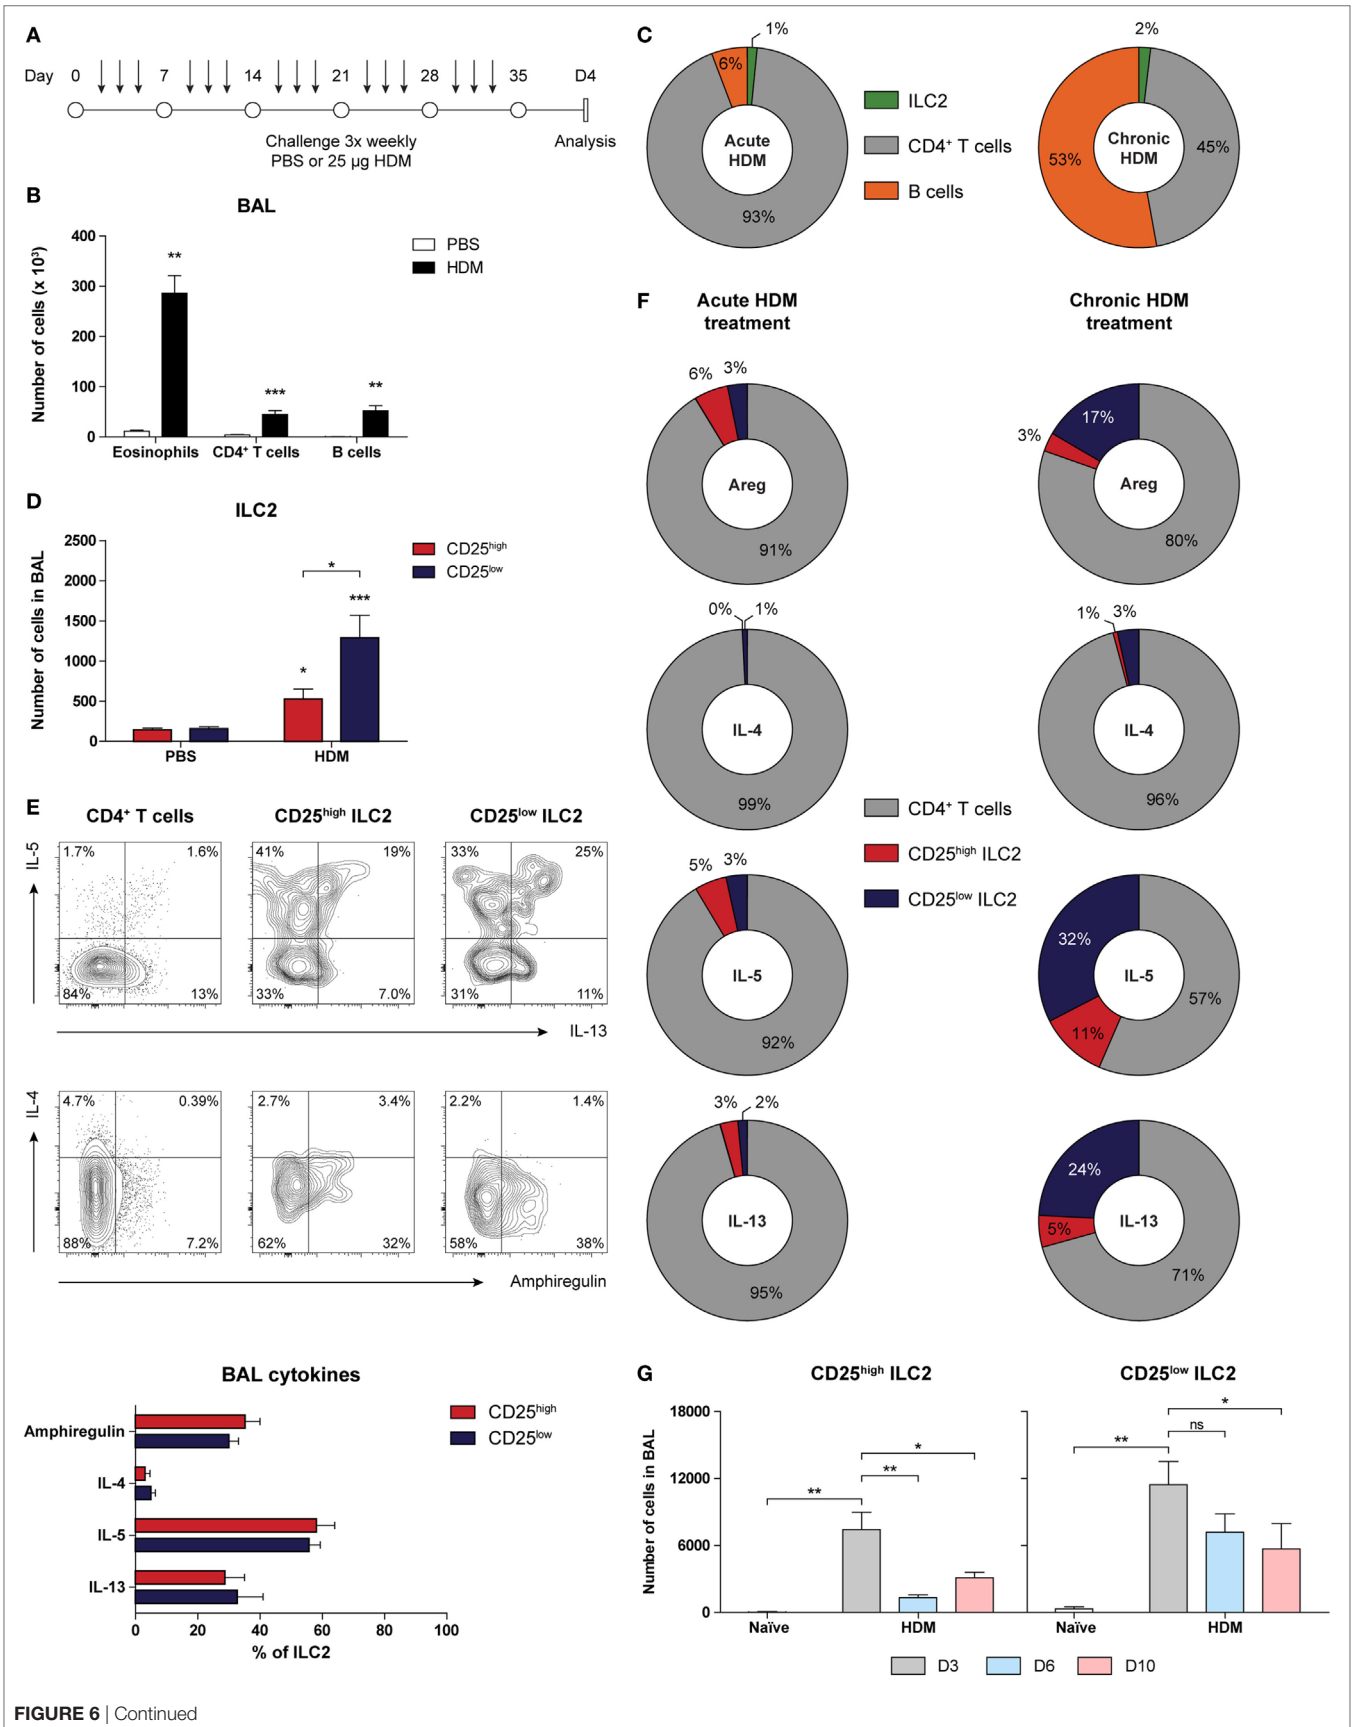 A
Day 0 7 14 21 28 35 D4
Challenge 3x weekly
PBS or 25 µg HDM
Analysis
B
BAL
Number of cells (x 10³)
400
300
200
100
0
** *** **
PBS
HDM
Eosinophils CD4⁺ T cells B cells
C
1%
6%
Acute
HDM
93%
ILC2
CD4⁺ T cells
B cells
2%
53%
Chronic
HDM
45%
D
ILC2
Number of cells in BAL
2500
2000
1500
1000
500
0
*
* ***
CD25high
CD25low
PBS HDM
E
CD4⁺ T cells CD25high ILC2 CD25low ILC2
IL-5
1.7% 1.6% 41% 19% 33% 25%
84% 13% 33% 7.0% 31% 11%
IL-13
IL-4
4.7% 0.39% 2.7% 3.4% 2.2% 1.4%
88% 7.2% 62% 32% 58% 38%
Amphiregulin
BAL cytokines
Amphiregulin
IL-4
IL-5
IL-13
CD25high
CD25low
0 20 40 60 80 100
% of ILC2
F
Acute HDM
treatment
Chronic HDM
treatment
6% 3%
Areg
91%
17%
3%
Areg
80%
0% 1%
IL-4
99%
1% 3%
IL-4
96%
CD4⁺ T cells
CD25high ILC2
CD25low ILC2
5% 3%
IL-5
92%
32%
IL-5
57%
11%
3% 2%
IL-13
95%
24%
5%
IL-13
71%
G
CD25high ILC2 CD25low ILC2
Number of cells in BAL
18000
12000
6000
0
** ** *
** ns *
Naïve HDM Naïve HDM
D3 D6 D10
FIGURE 6 | Continued